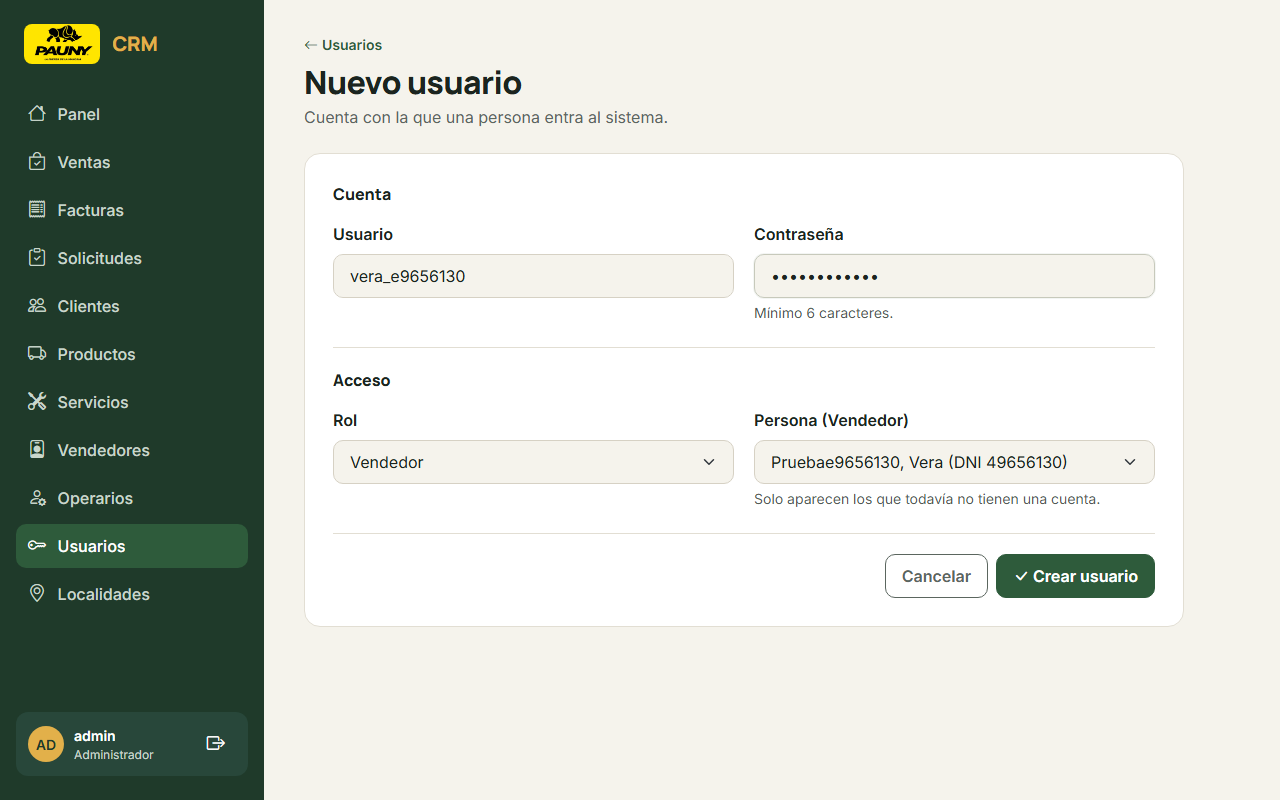 PAUNY
CRM
Panel
Ventas
Facturas
Solicitudes
Clientes
Productos
Servicios
Vendedores
Operarios
Usuarios
Localidades
AD
admin
Administrador
← Usuarios
Nuevo usuario
Cuenta con la que una persona entra al sistema.
Cuenta
Usuario
Contraseña
vera_e9656130
••••••••••••
Mínimo 6 caracteres.
Acceso
Rol
Persona (Vendedor)
Vendedor
Pruebae9656130, Vera (DNI 49656130)
Solo aparecen los que todavía no tienen una cuenta.
Cancelar
Crear usuario